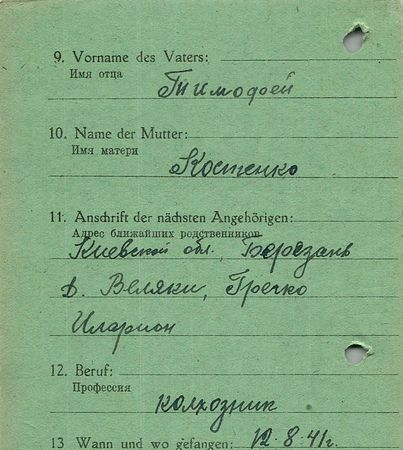 9. Vorname des Vaters:
Имя отца
Тимофей
10. Name der Mutter:
Имя матери
Костенко
11. Anschrift der nächsten Angehörigen:
Адрес ближайших родственников
Киевской обл., Березань
д. Веляки, Гречко
Иларион
12. Beruf:
Профессия
колхозник
13 Wann und wo gefangen: 12.8.41г.